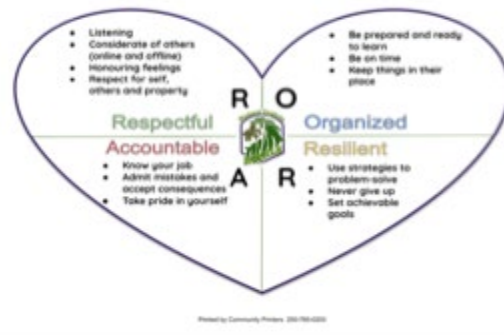 • Listening
• Considerate of others
(online and offline)
• Honouring feelings
• Respect for self,
others and property
• Be prepared and ready
to learn
• Be on time
• Keep things in their
place
R O
Respectful
Organized
Accountable
Resilient
A R
• Know your job
• Admit mistakes and
accept consequences
• Take pride in yourself
• Use strategies to
problem-solve
• Never give up
• Set achievable
goals
Printed by Community Printers